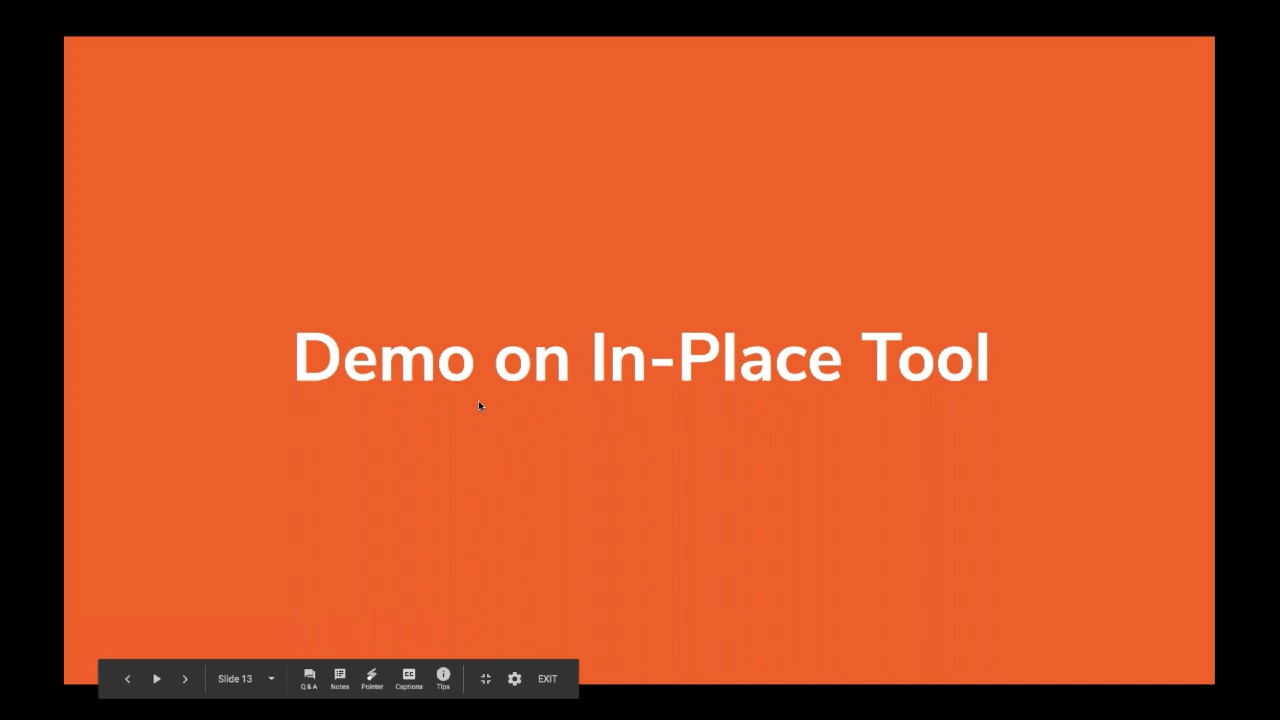 Demo on In-Place Tool
Slide 13
Q & A
Notes
Pointer
Captions
Tips
EXIT